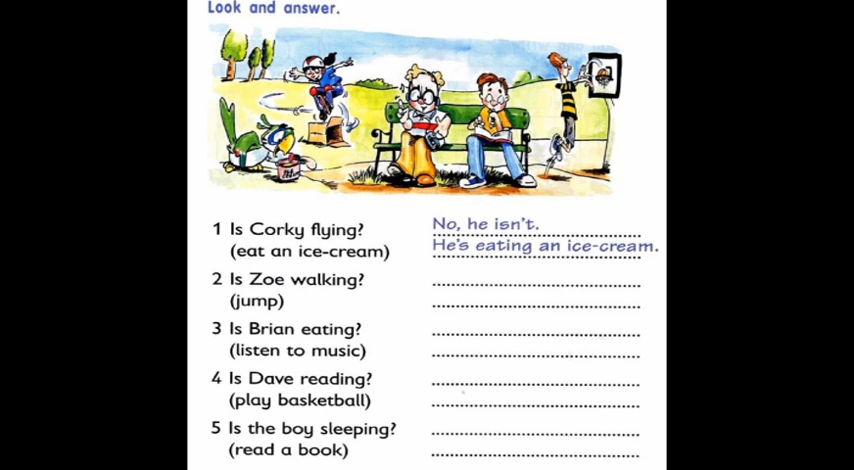 Look and answer.
1 Is Corky flying?
(eat an ice-cream)
No, he isn't.
He's eating an ice-cream.
2 Is Zoe walking?
(jump)
3 Is Brian eating?
(listen to music)
4 Is Dave reading?
(play basketball)
5 Is the boy sleeping?
(read a book)